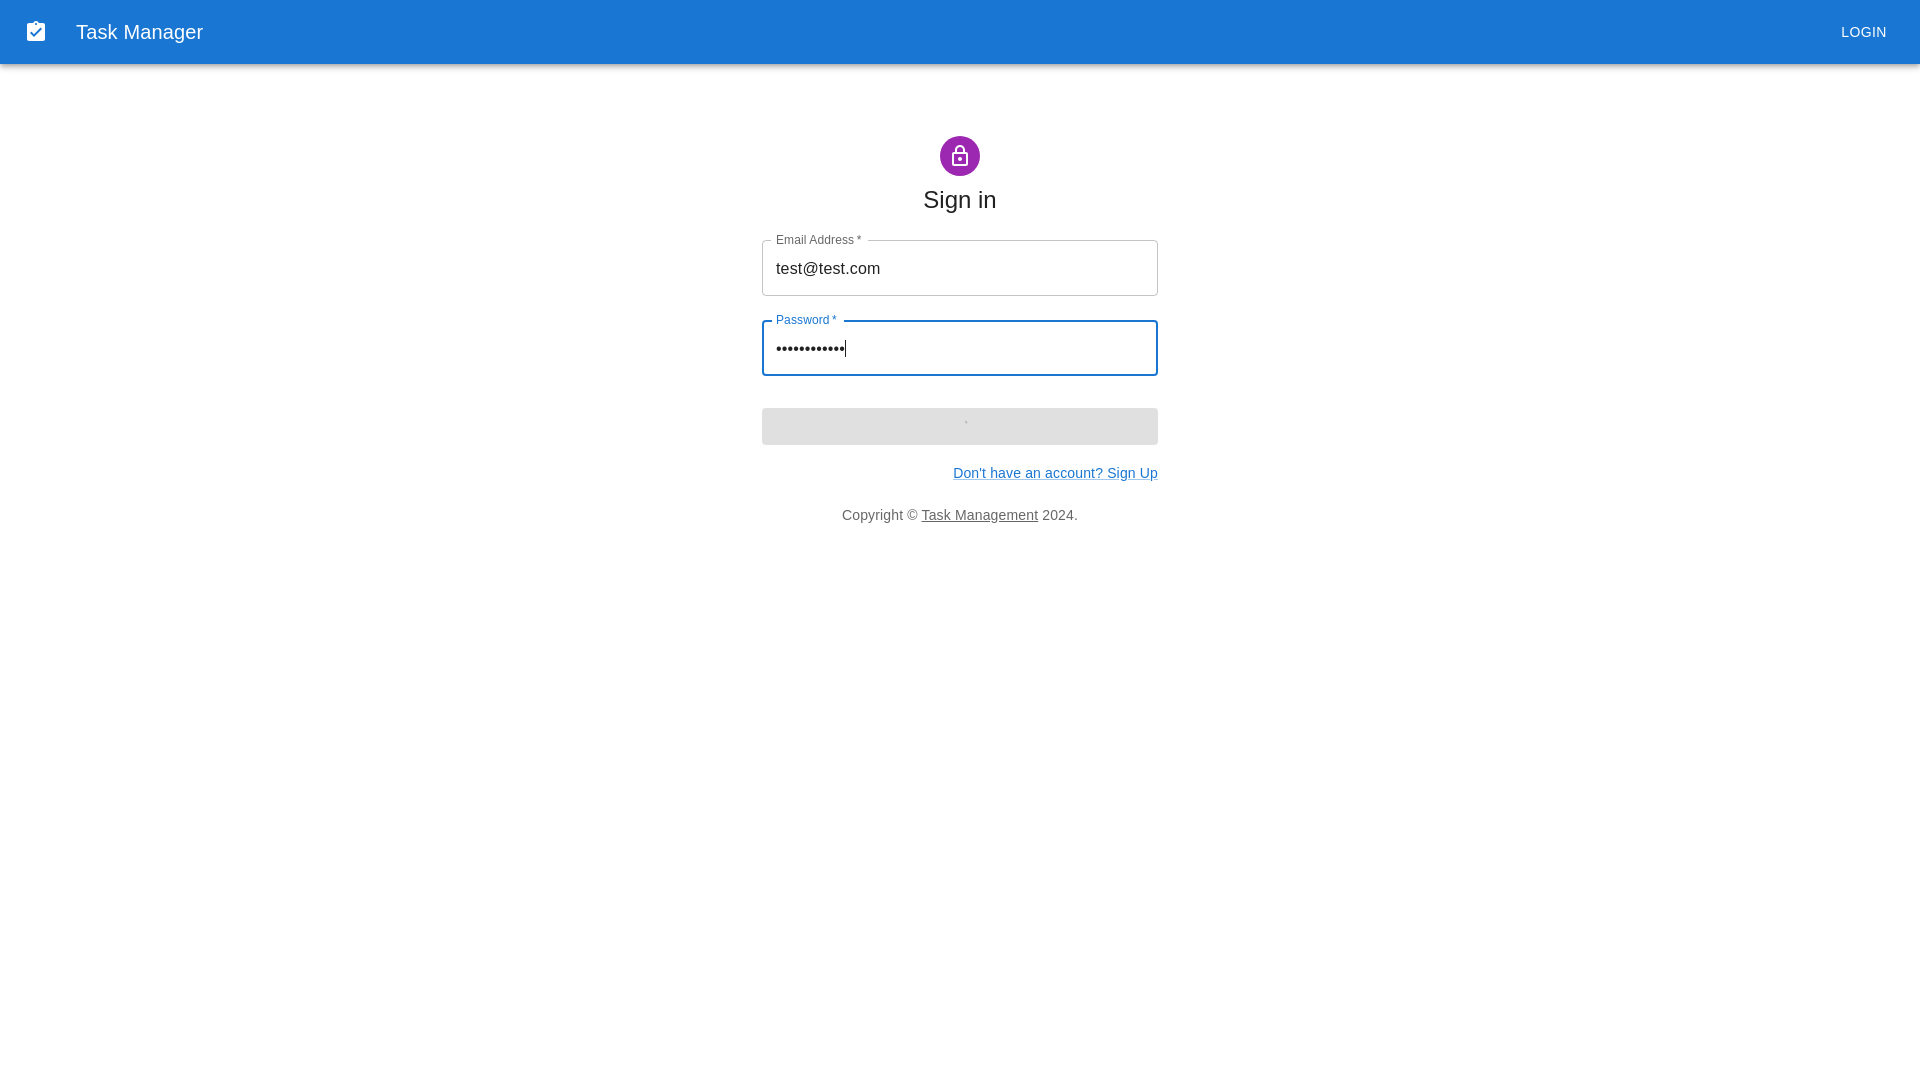 Task Manager
LOGIN
Sign in
Email Address *
test@test.com
Password *
••••••••••••
Don't have an account? Sign Up
Copyright © Task Management 2024.